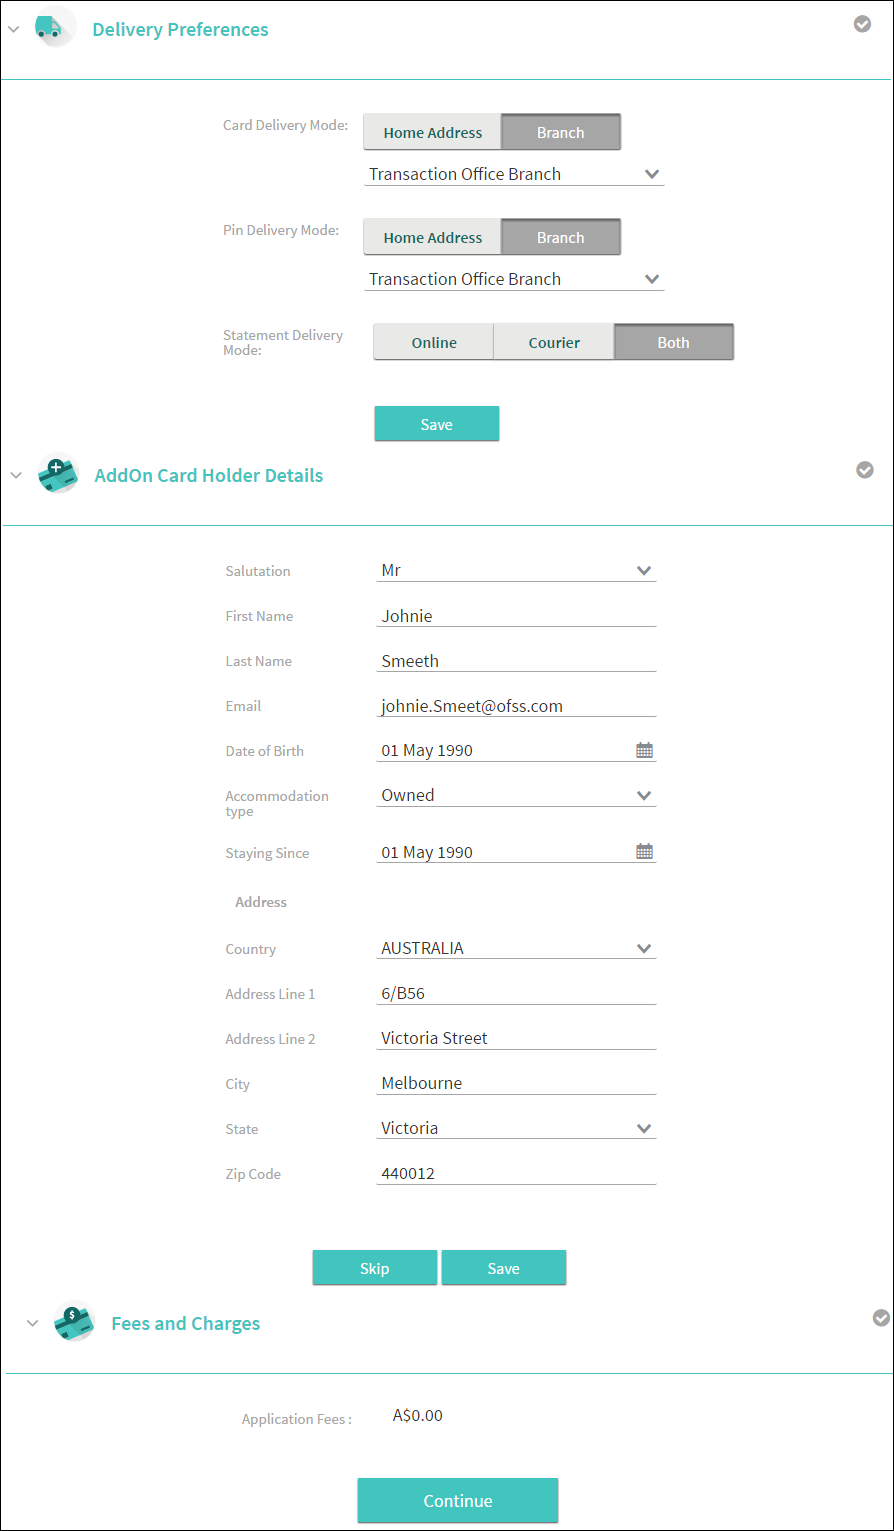 Delivery Preferences
Card Delivery Mode:
Home Address
Branch
Transaction Office Branch
Pin Delivery Mode:
Home Address
Branch
Transaction Office Branch
Statement Delivery
Mode:
Online
Courier
Both
Save
AddOn Card Holder Details
Salutation
Mr
First Name
Johnie
Last Name
Smeeth
Email
johnie.Smeet@ofss.com
Date of Birth
01 May 1990
Accommodation
type
Owned
Staying Since
01 May 1990
Address
Country
AUSTRALIA
Address Line 1
6/B56
Address Line 2
Victoria Street
City
Melbourne
State
Victoria
Zip Code
440012
Skip
Save
$
Fees and Charges
Application Fees :
A$0.00
Continue